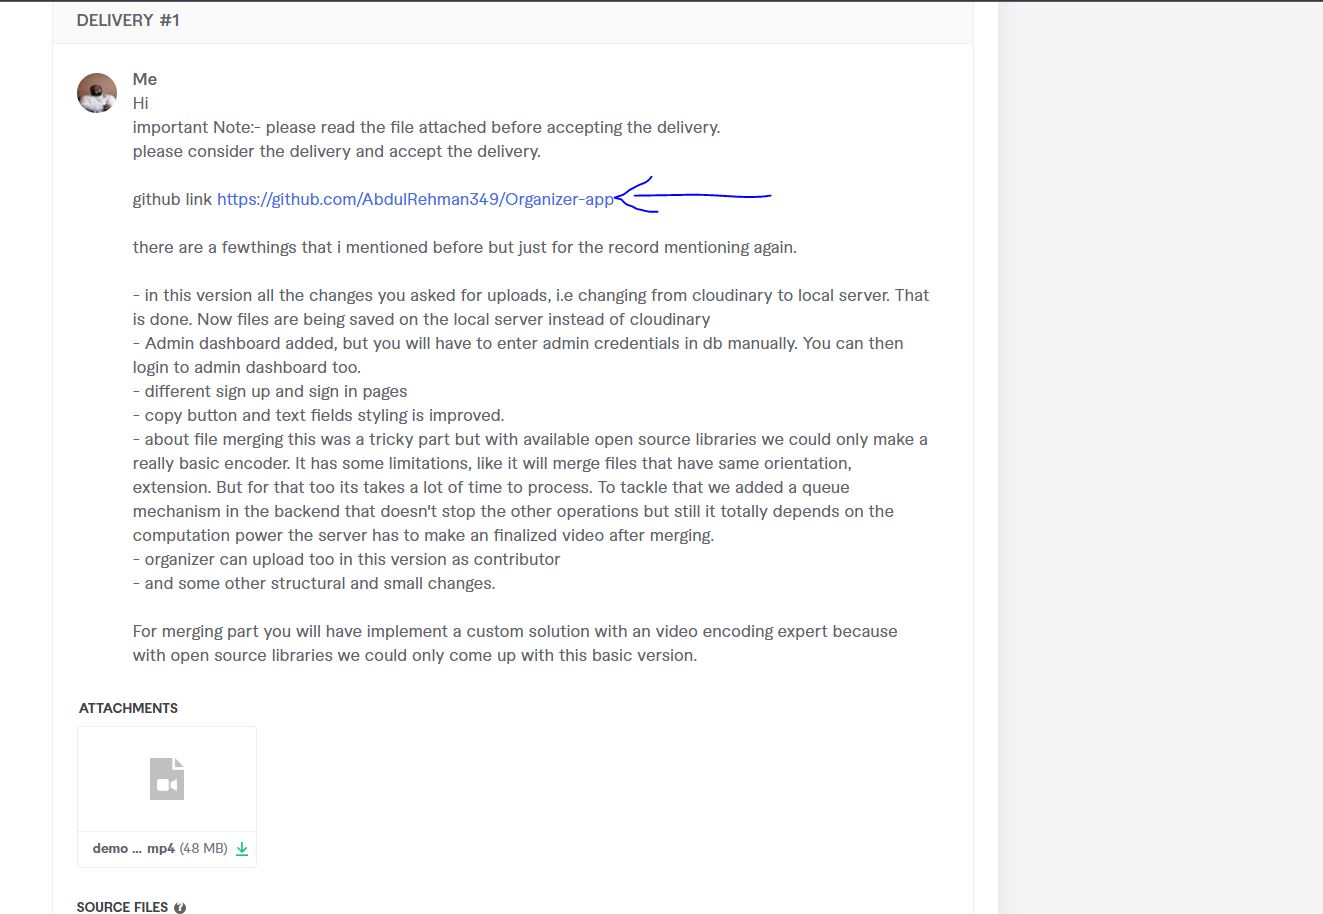 DELIVERY #1
Me
Hi
important Note:- please read the file attached before accepting the delivery.
please consider the delivery and accept the delivery.
github link https://github.com/AbdulRehman349/Organizer-app
there are a fewthings that i mentioned before but just for the record mentioning again.
- in this version all the changes you asked for uploads, i.e changing from cloudinary to local server. That
is done. Now files are being saved on the local server instead of cloudinary
- Admin dashboard added, but you will have to enter admin credentials in db manually. You can then
login to admin dashboard too.
- different sign up and sign in pages
- copy button and text fields styling is improved.
- about file merging this was a tricky part but with available open source libraries we could only make a
really basic encoder. It has some limitations, like it will merge files that have same orientation,
extension. But for that too its takes a lot of time to process. To tackle that we added a queue
mechanism in the backend that doesn't stop the other operations but still it totally depends on the
computation power the server has to make an finalized video after merging.
- organizer can upload too in this version as contributor
- and some other structural and small changes.
For merging part you will have implement a custom solution with an video encoding expert because
with open source libraries we could only come up with this basic version.
ATTACHMENTS
demo ... mp4 (48 MB)
SOURCE FILES ?